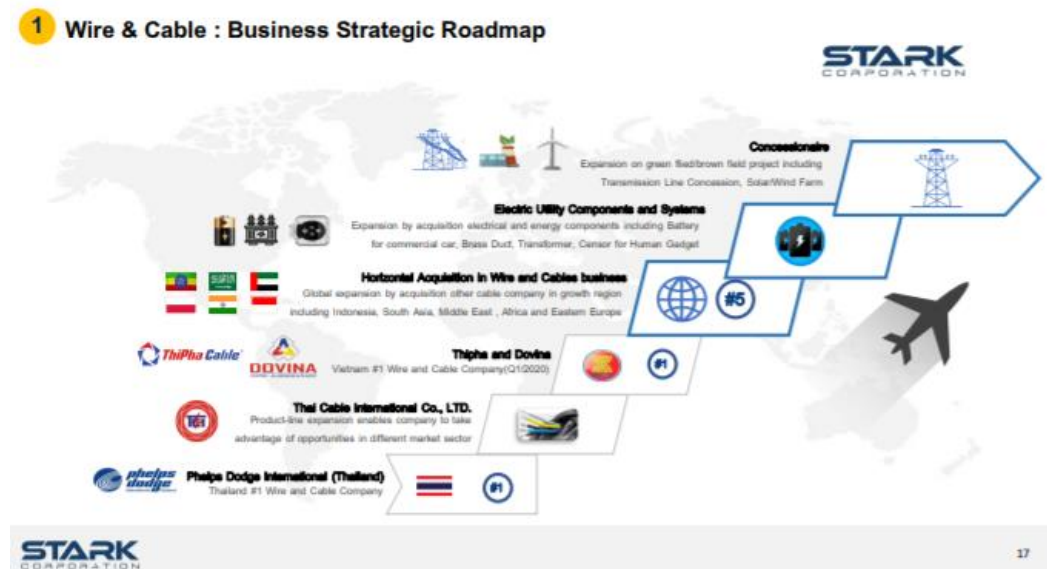 1 Wire & Cable : Business Strategic Roadmap
STARK
CORPORATION
Concessionaire
Expansion on green flied/brown field project including
Transmission Line Concession, Solar/Wind Farm
Electric Utility Components and Systems
Expansion by acquisition electrical and energy components including Battery
for commercial car, Brass Duct, Transformer, Censor for Human Gadget
Horizontal Acquisition in Wire and Cables business
Global expansion by acquisition other cable company in growth region
including Indonesia, South Asia, Middle East , Africa and Eastern Europe
#5
ThiPha Cable
DOVINA
Thipha and Dovina
Vietnam #1 Wire and Cable Company(Q1/2020)
#1
Thai Cable International Co., LTD.
Product-line expansion enables company to take
advantage of opportunities in different market sector
phelps
dodge
Phelps Dodge International (Thailand)
Thailand #1 Wire and Cable Company
#1
STARK
CORPORATION
17